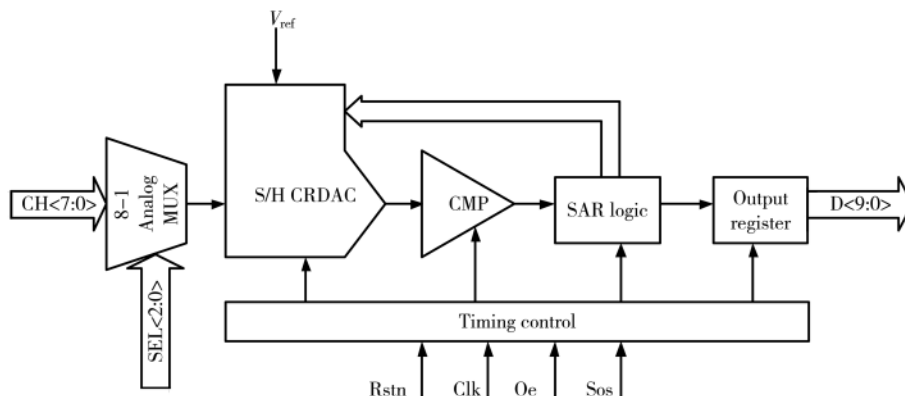 V_ref
CH<7:0>
8-1
Analog
MUX
S/H CRDAC
CMP
SAR logic
Output
register
D<9:0>
SEL<2:0>
Timing control
Rstn
Clk
Oe
Sos